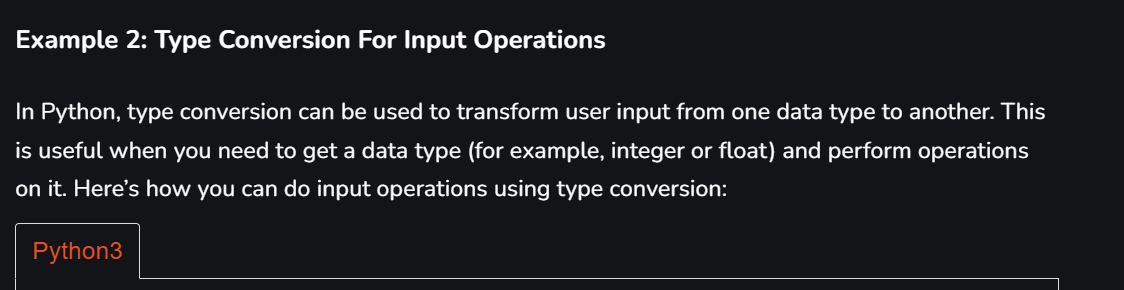 Example 2: Type Conversion For Input Operations
In Python, type conversion can be used to transform user input from one data type to another. This
is useful when you need to get a data type (for example, integer or float) and perform operations
on it. Here’s how you can do input operations using type conversion:
Python3